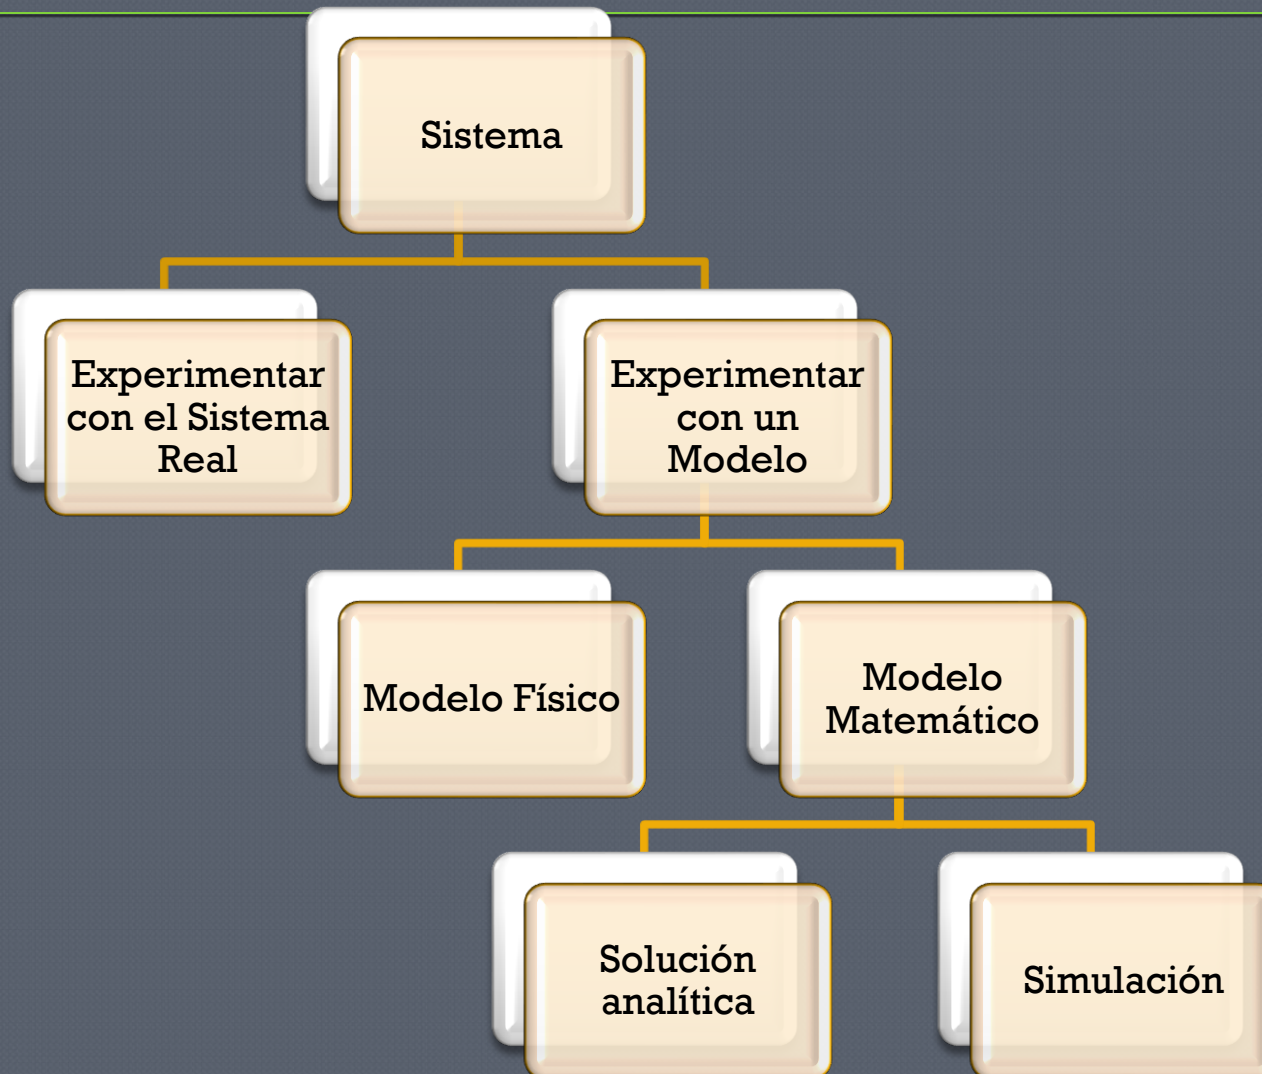 Sistema
Experimentar
con el Sistema
Real
Experimentar
con un
Modelo
Modelo Físico
Modelo
Matemático
Solución
analítica
Simulación